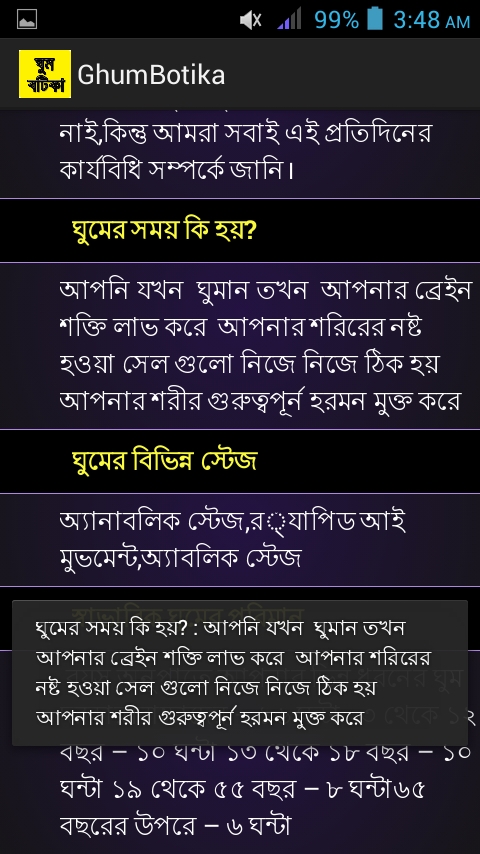 99% 3:48 AM
ঘুম
বটিকা
GhumBotika
নাই,কিন্তু আমরা সবাই এই প্রতিদিনের
কার্যবিধি সম্পর্কে জানি।
ঘুমের সময় কি হয়?
আপনি যখন ঘুমান তখন আপনার ব্রেইন
শক্তি লাভ করে আপনার শরিরের নষ্ট
হওয়া সেল গুলো নিজে নিজে ঠিক হয়
আপনার শরীর গুরুত্বপূর্ন হরমন মুক্ত করে
ঘুমের বিভিন্ন স্টেজ
অ্যানাবলিক স্টেজ,র‍্যাপিড আই
মুভমেন্ট,অ্যাবলিক স্টেজ
স্বাভাবিক ঘুমের পরিমান
ঘুমের সময় কি হয়? : আপনি যখন ঘুমান তখন
আপনার ব্রেইন শক্তি লাভ করে আপনার শরিরের
নষ্ট হওয়া সেল গুলো নিজে নিজে ঠিক হয়
আপনার শরীর গুরুত্বপূর্ন হরমন মুক্ত করে
ঘুম
থেকে ১২
বছর – ১০ ঘন্টা ১৩ থেকে ১৮ বছর – ১০
ঘন্টা ১৯ থেকে ৫৫ বছর – ৮ ঘন্টা৬৫
বছরের উপরে – ৬ ঘন্টা